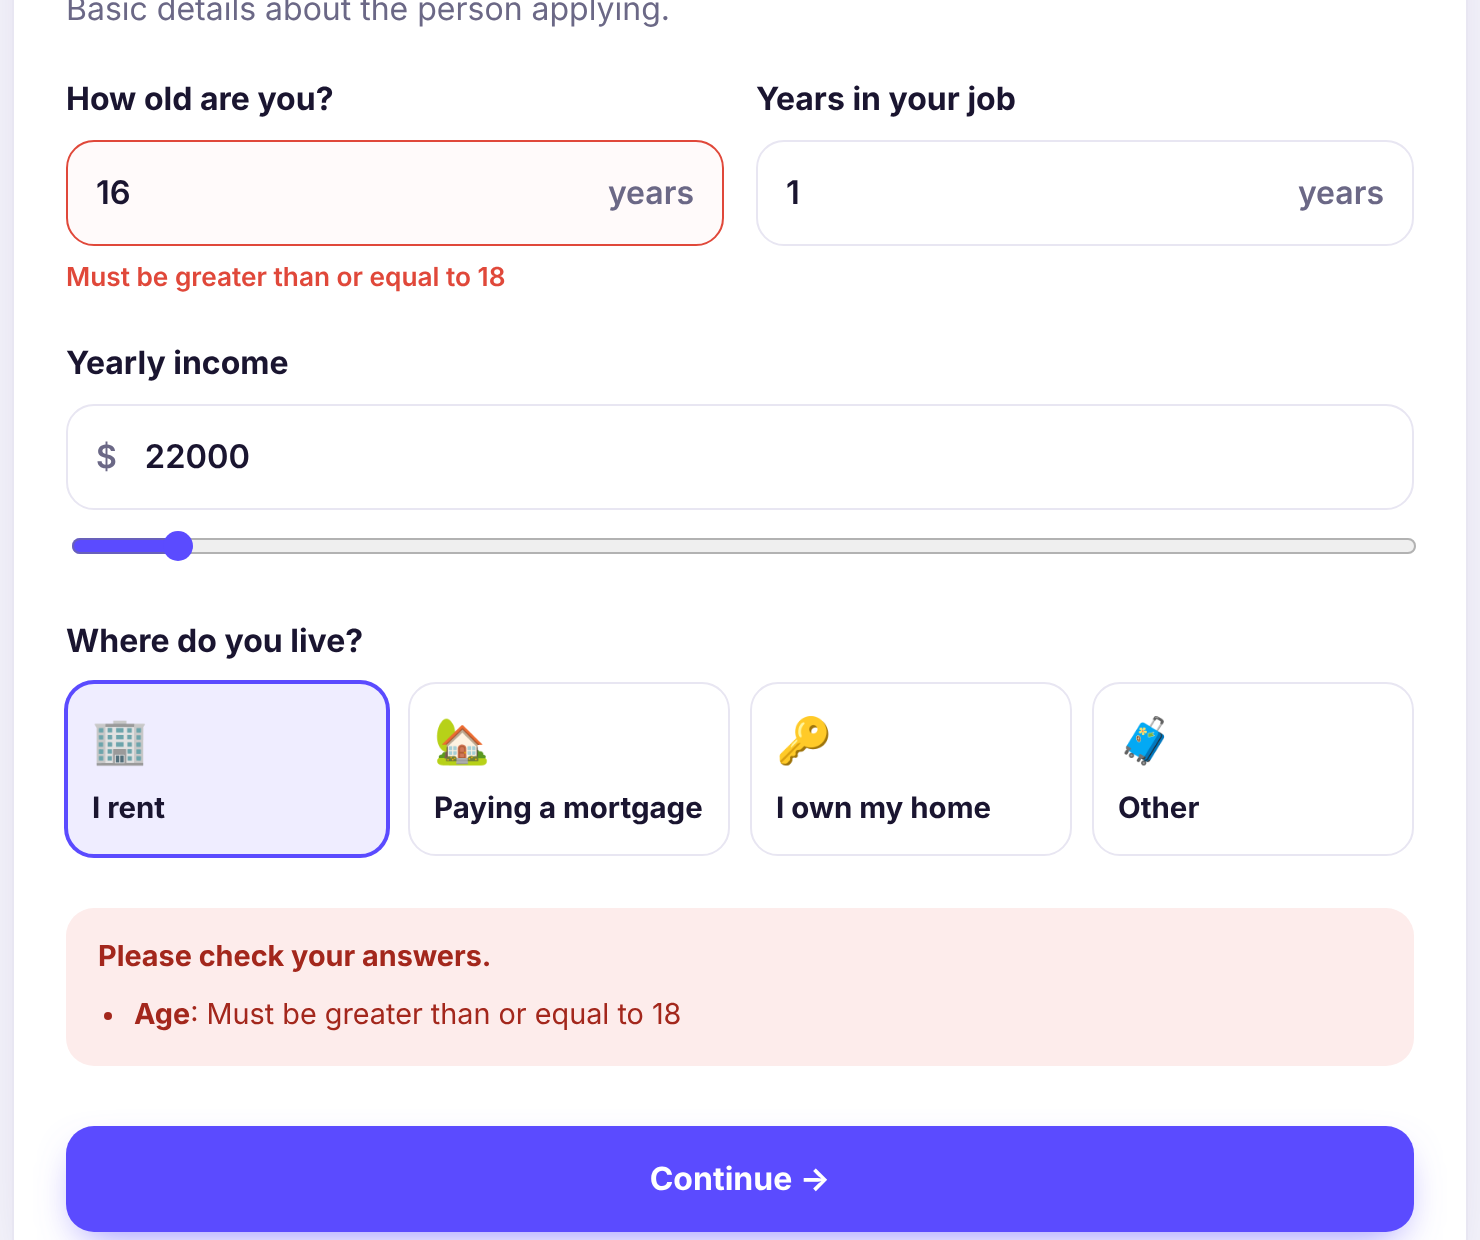 Basic details about the person applying.
How old are you?
Years in your job
16 years
1 years
Must be greater than or equal to 18
Yearly income
$ 22000
Where do you live?
I rent
Paying a mortgage
I own my home
Other
Please check your answers.
• Age: Must be greater than or equal to 18
Continue →